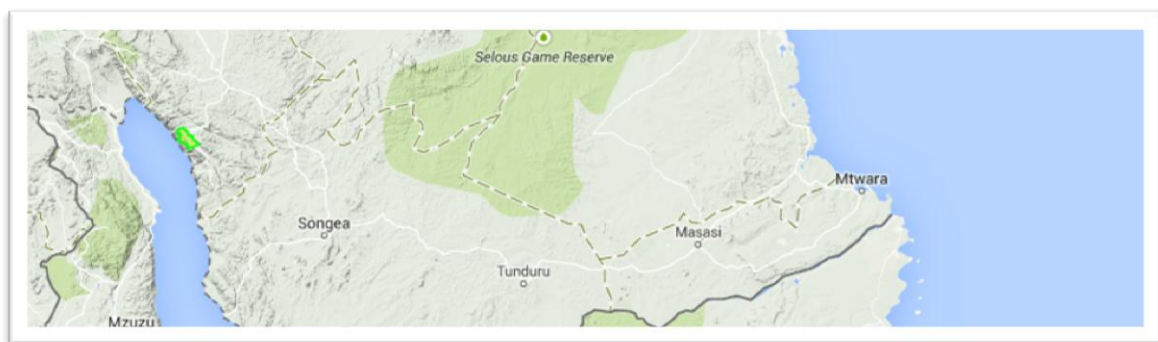 Selous Game Reserve
Mtwara
Songea
Masasi
Tunduru
Mzuzu